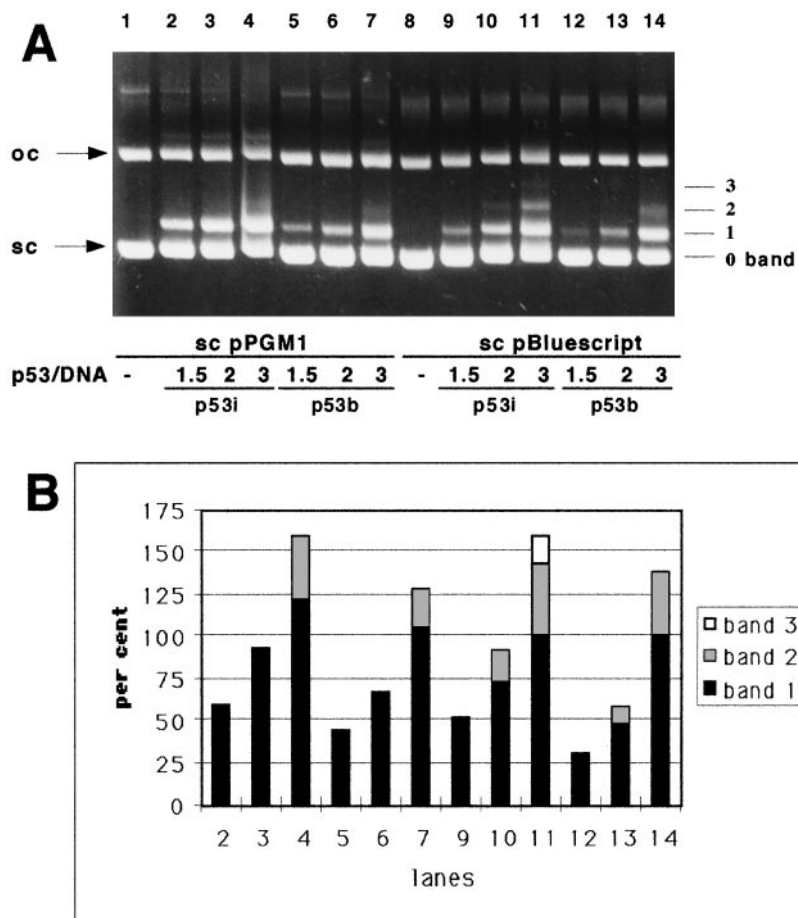 A
1 2 3 4 5 6 7 8 9 10 11 12 13 14
oc
sc
3
2
1
0 band
sc pPGM1 sc pBluescript
p53/DNA - 1.5 2 3 1.5 2 3 - 1.5 2 3 1.5 2 3
p53i p53b p53i p53b
B
per cent
175
150
125
100
75
50
25
0
2 3 4 5 6 7 9 10 11 12 13 14
lanes
band 3
band 2
band 1